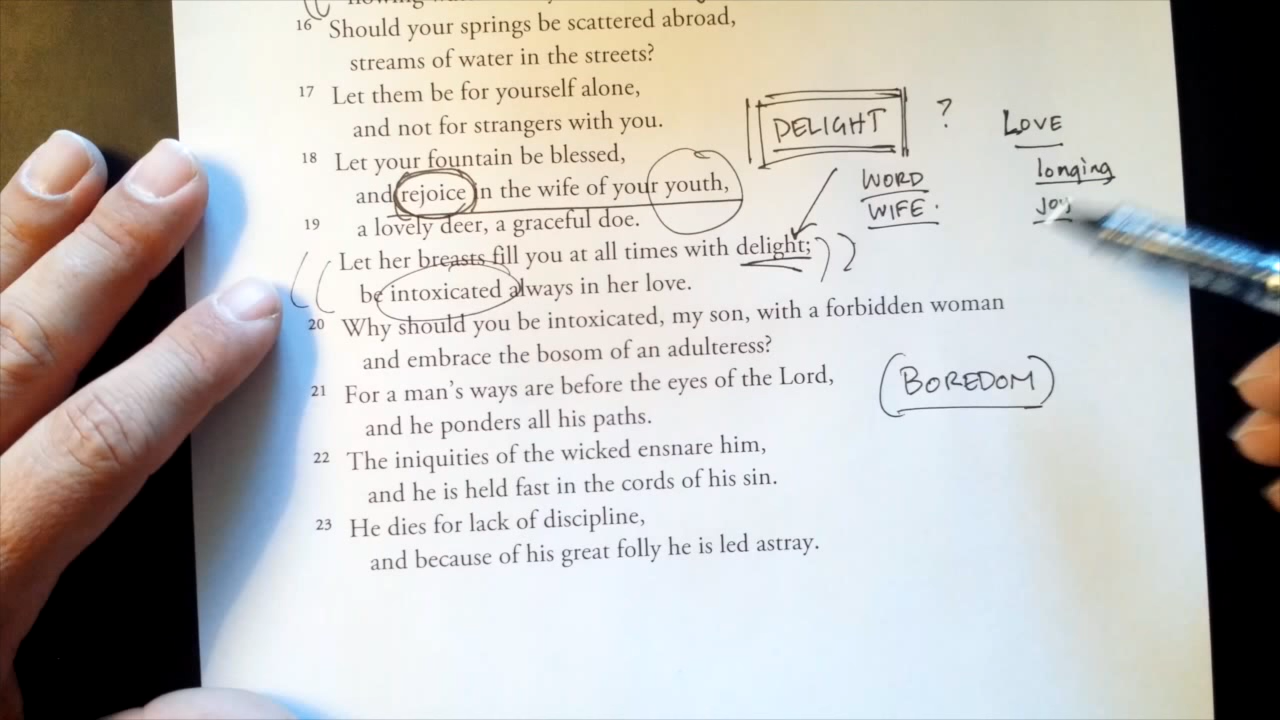 16 Should your springs be scattered abroad,
streams of water in the streets?
17 Let them be for yourself alone,
and not for strangers with you.
18 Let your fountain be blessed,
and rejoice in the wife of your youth,
19 a lovely deer, a graceful doe.
Let her breasts fill you at all times with delight;
be intoxicated always in her love.
20 Why should you be intoxicated, my son, with a forbidden woman
and embrace the bosom of an adulteress?
21 For a man's ways are before the eyes of the Lord,
and he ponders all his paths.
22 The iniquities of the wicked ensnare him,
and he is held fast in the cords of his sin.
23 He dies for lack of discipline,
and because of his great folly he is led astray.
DELIGHT ?
WORD
WIFE.
LOVE
longing
joy
(BOREDOM)